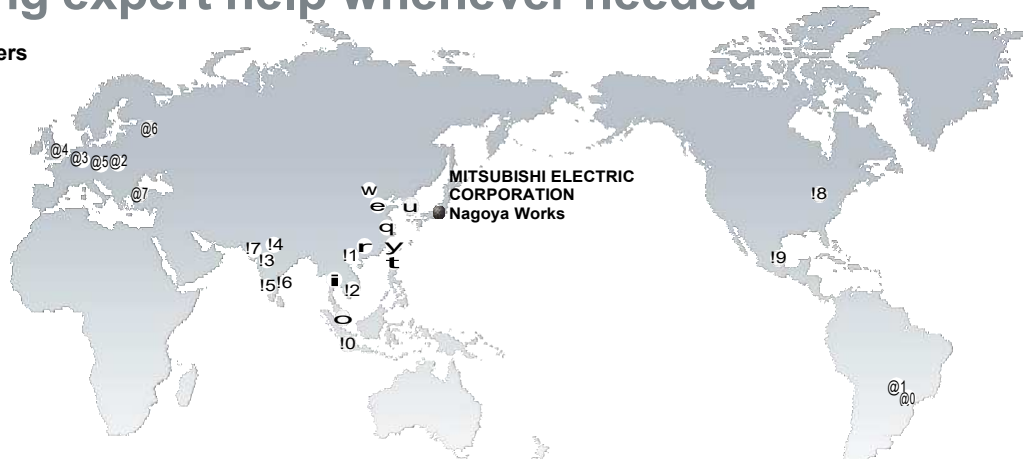 ng expert help whenever needed
ers
@6
@4
@3
@5
@2
@7
MITSUBISHI ELECTRIC
CORPORATION
Nagoya Works
w
e
u
q
!8
!7
!4
!3
!1
r
y
t
!9
!5
!6
i
!2
o
!0
@1
@0